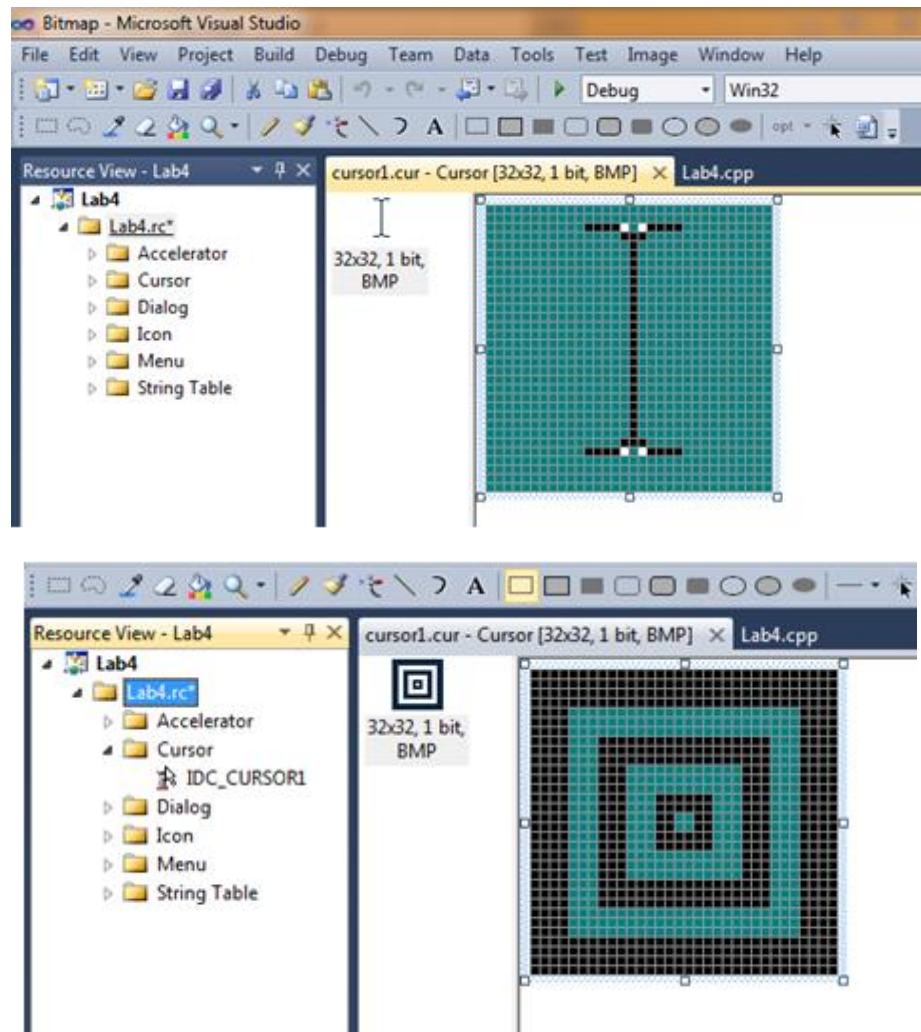 Bitmap - Microsoft Visual Studio
File Edit View Project Build Debug Team Data Tools Test Image Window Help
Debug Win32
A opt
Resource View - Lab4
cursor1.cur - Cursor [32x32, 1 bit, BMP] Lab4.cpp
Lab4
Lab4.rc*
Accelerator
Cursor
Dialog
Icon
Menu
String Table
32x32, 1 bit,
BMP
A
Resource View - Lab4
cursor1.cur - Cursor [32x32, 1 bit, BMP] Lab4.cpp
Lab4
Lab4.rc*
Accelerator
Cursor
IDC_CURSOR1
Dialog
Icon
Menu
String Table
32x32, 1 bit,
BMP